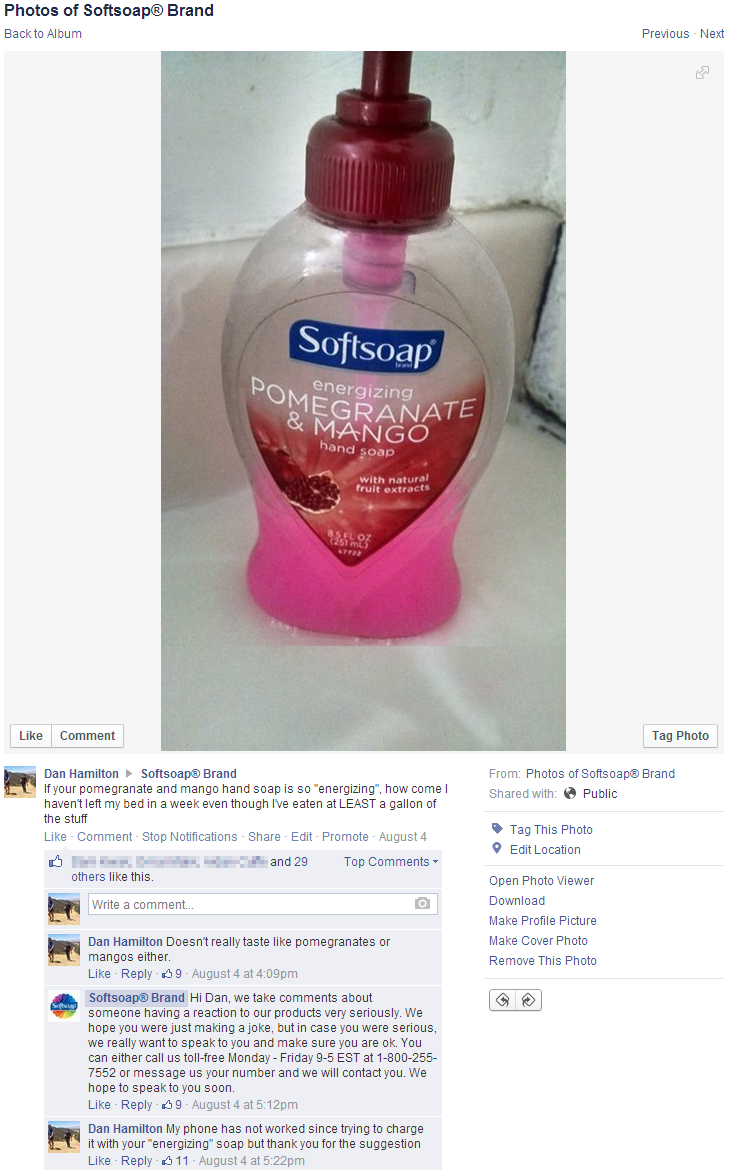 Photos of Softsoap® Brand
Back to Album
Previous · Next
Softsoap®
brand
energizing
POMEGRANATE
& MANGO
hand soap
with natural
fruit extracts
8.5 FL OZ
(251 mL)
67722
Like Comment
Tag Photo
Dan Hamilton ▶ Softsoap® Brand
If your pomegranate and mango hand soap is so "energizing", how come I
haven't left my bed in a week even though I've eaten at LEAST a gallon of
the stuff
Like · Comment · Stop Notifications · Share · Edit · Promote · August 4
and 29
others like this.
Top Comments
Write a comment...
Dan Hamilton Doesn't really taste like pomegranates or
mangos either.
Like · Reply · 9 · August 4 at 4:09pm
Softsoap
Softsoap® Brand Hi Dan, we take comments about
someone having a reaction to our products very seriously. We
hope you were just making a joke, but in case you were serious,
we really want to speak to you and make sure you are ok. You
can either call us toll-free Monday - Friday 9-5 EST at 1-800-255-
7552 or message us your number and we will contact you. We
hope to speak to you soon.
Like · Reply · 9 · August 4 at 5:12pm
Dan Hamilton My phone has not worked since trying to charge
it with your "energizing" soap but thank you for the suggestion
Like · Reply · 11 · August 4 at 5:22pm
From: Photos of Softsoap® Brand
Shared with: Public
Tag This Photo
Edit Location
Open Photo Viewer
Download
Make Profile Picture
Make Cover Photo
Remove This Photo